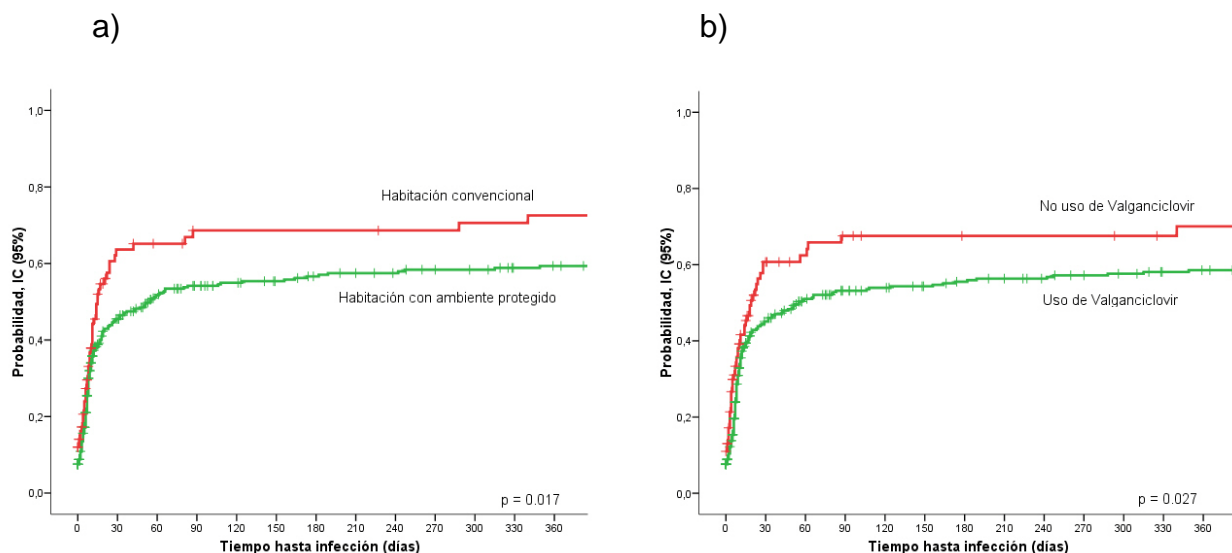 a)
1,0
0,8
0,6
0,4
0,2
0,0
Probabilidad, IC (95%)
Habitación convencional
Habitación con ambiente protegido
p = 0.017
0 30 60 90 120 150 180 210 240 270 300 330 360
Tiempo hasta infección (días)
b)
1,0
0,8
0,6
0,4
0,2
0,0
Probabilidad, IC (95%)
No uso de Valganciclovir
Uso de Valganciclovir
p = 0.027
0 30 60 90 120 150 180 210 240 270 300 330 360
Tiempo hasta infección (días)